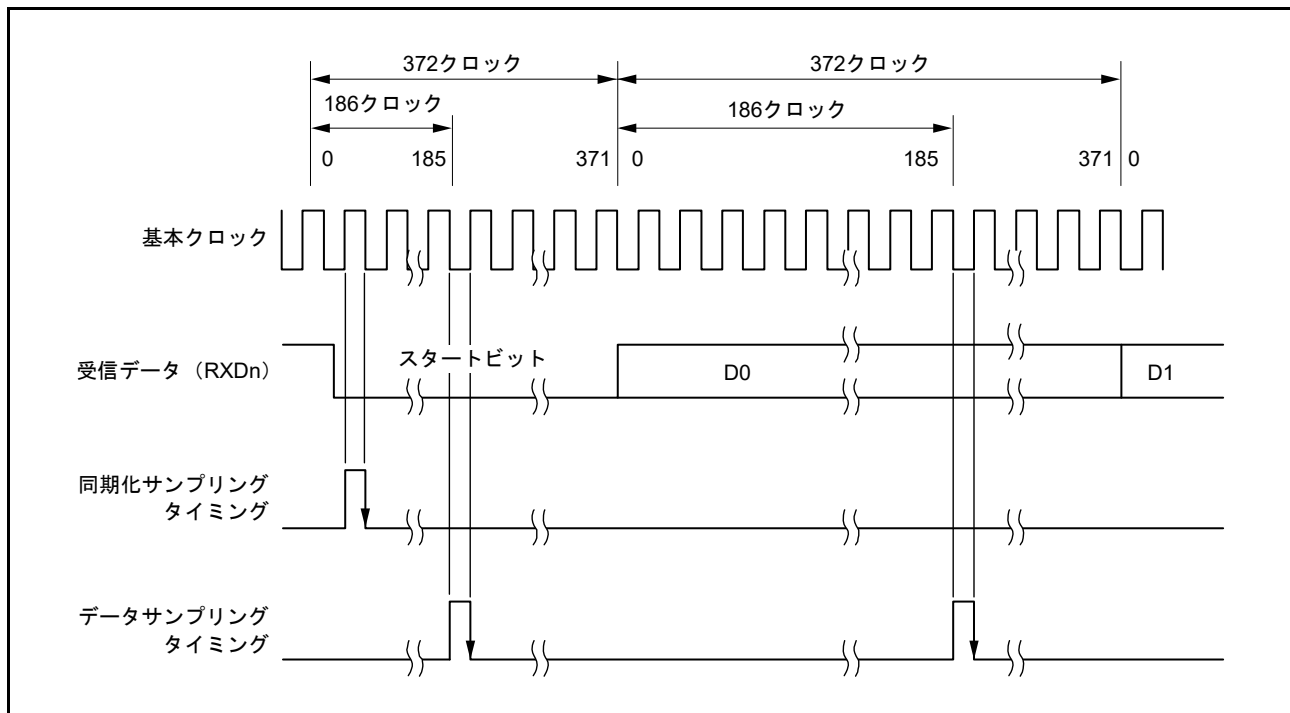 372クロック 372クロック
186クロック 186クロック
0 185 371 0 185 371 0
基本クロック
受信データ（RXDn） スタートビット D0 D1
同期化サンプリング
タイミング
データサンプリング
タイミング